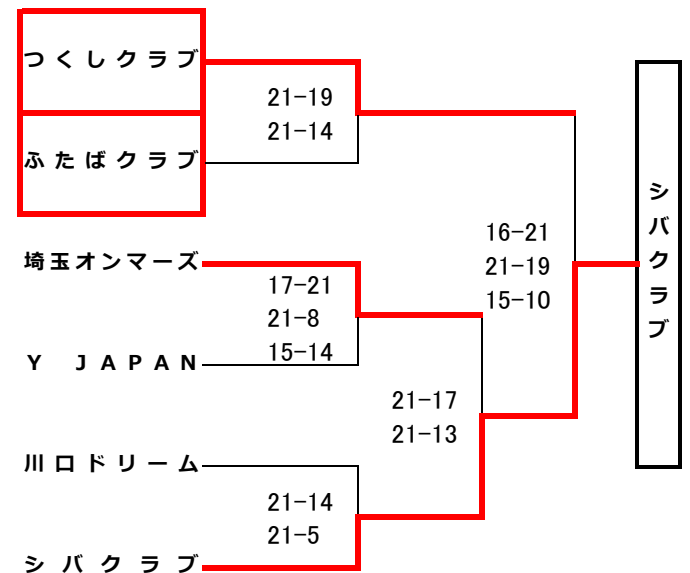 つくしクラブ
21-19
21-14
ふたばクラブ
埼玉オンマーズ
17-21
21-8
15-14
Y JAPAN
川口ドリーム
21-14
21-5
シバクラブ
21-17
21-13
16-21
21-19
15-10
シバクラブ